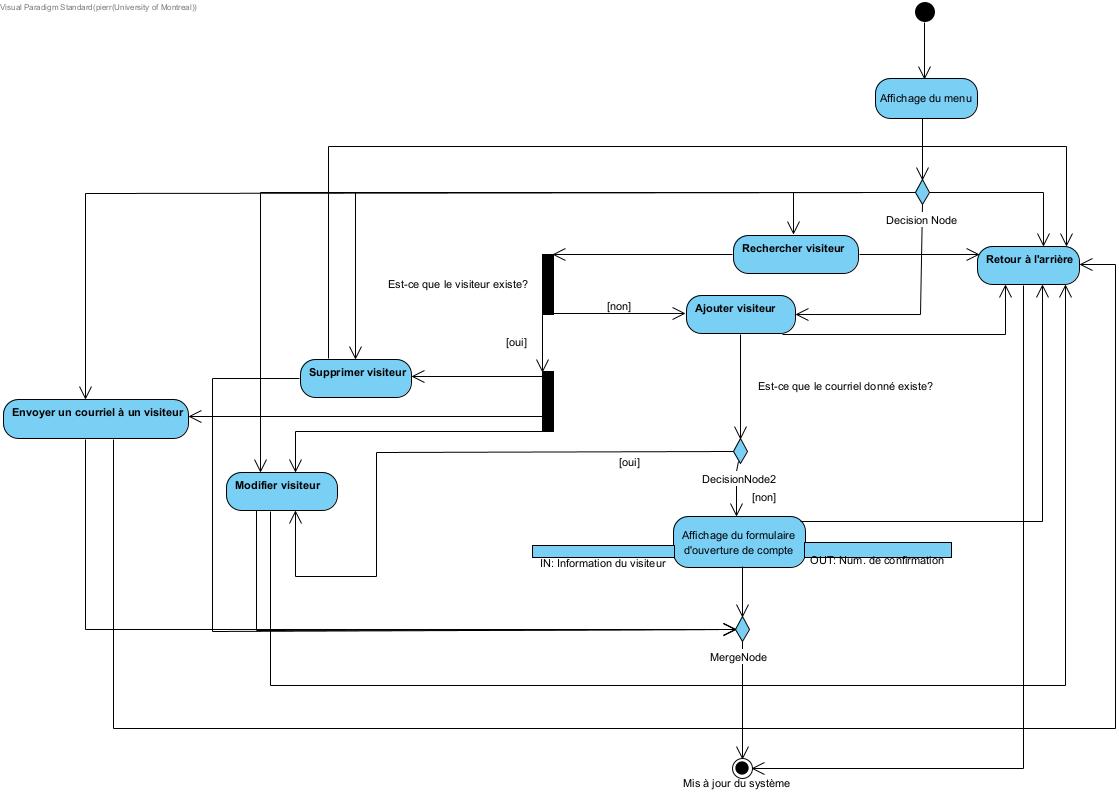 Visual Paradigm Standard(pierr(University of Montreal))
Affichage du menu
Decision Node
Rechercher visiteur
Retour à l'arrière
Est-ce que le visiteur existe?
[non]
Ajouter visiteur
[oui]
Supprimer visiteur
Est-ce que le courriel donné existe?
Envoyer un courriel à un visiteur
[oui]
DecisionNode2
Modifier visiteur
[non]
Affichage du formulaire
d'ouverture de compte
IN: Information du visiteur
OUT: Num. de confirmation
MergeNode
Mis à jour du système